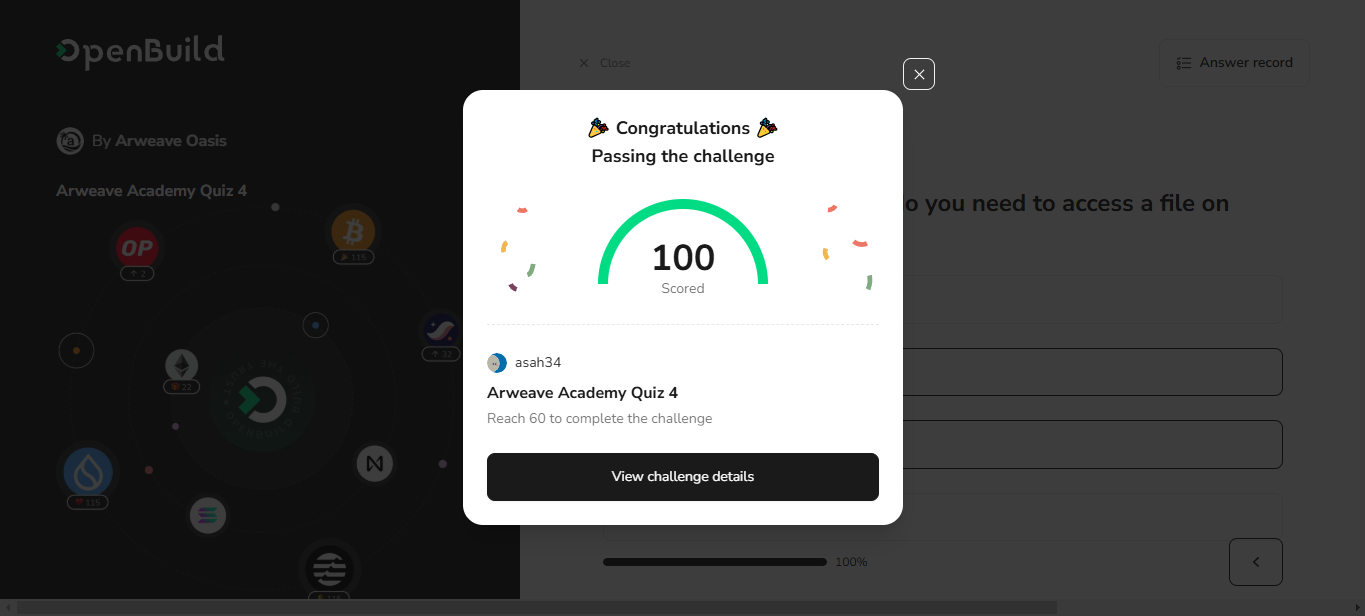 OpenBuild
Close
Answer record
By Arweave Oasis
Arweave Academy Quiz 4
o you need to access a file on
Congratulations
Passing the challenge
100
Scored
asah34
Arweave Academy Quiz 4
Reach 60 to complete the challenge
View challenge details
OP
2
115
32
22
115
100%